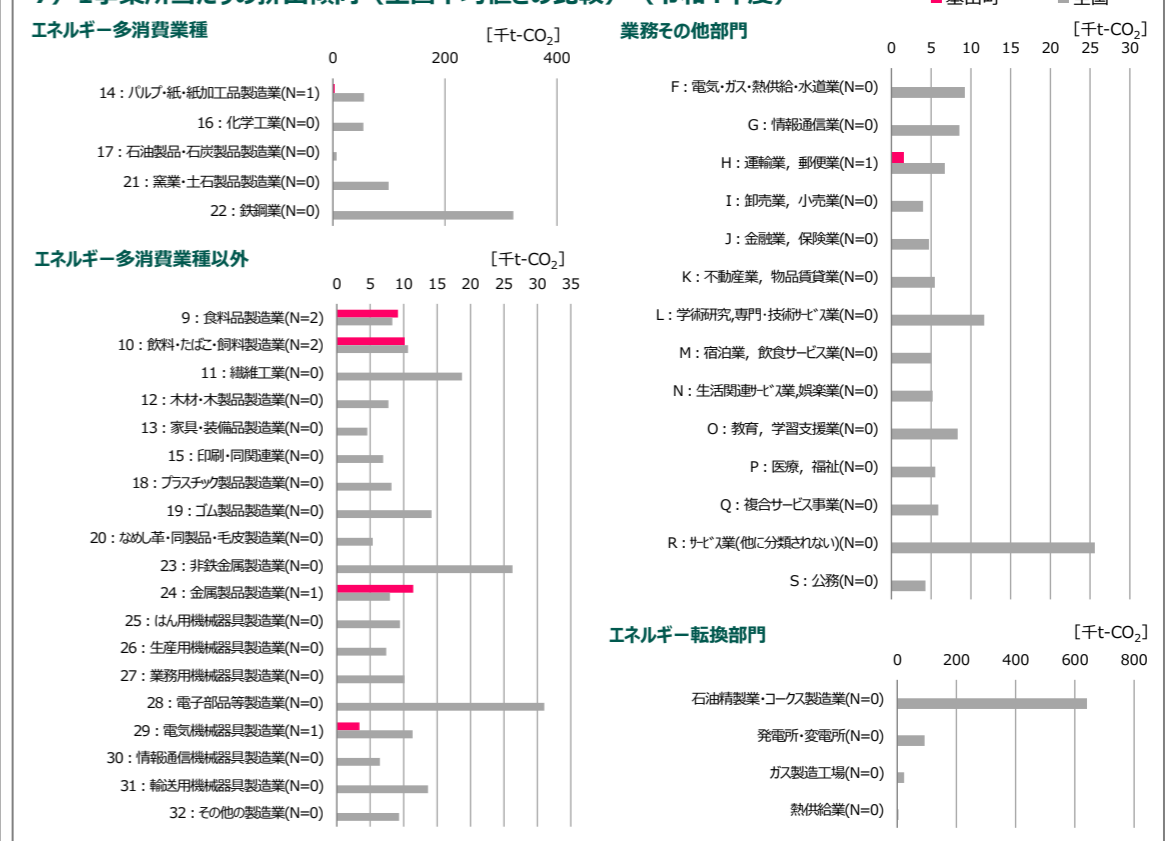 エネルギー多消費業種
[千t-CO2]
0 200 400
14：パルプ・紙・紙加工品製造業(N=1)
16：化学工業(N=0)
17：石油製品・石炭製品製造業(N=0)
21：窯業・土石製品製造業(N=0)
22：鉄鋼業(N=0)
エネルギー多消費業種以外
[千t-CO2]
0 5 10 15 20 25 30 35
9：食料品製造業(N=2)
10：飲料・たばこ・飼料製造業(N=2)
11：繊維工業(N=0)
12：木材・木製品製造業(N=0)
13：家具・装備品製造業(N=0)
15：印刷・同関連業(N=0)
18：プラスチック製品製造業(N=0)
19：ゴム製品製造業(N=0)
20：なめし革・同製品・毛皮製造業(N=0)
23：非鉄金属製造業(N=0)
24：金属製品製造業(N=1)
25：はん用機械器具製造業(N=0)
26：生産用機械器具製造業(N=0)
27：業務用機械器具製造業(N=0)
28：電子部品等製造業(N=0)
29：電気機械器具製造業(N=1)
30：情報通信機械器具製造業(N=0)
31：輸送用機械器具製造業(N=0)
32：その他の製造業(N=0)
業務その他部門
[千t-CO2]
0 5 10 15 20 25 30
F：電気・ガス・熱供給・水道業(N=0)
G：情報通信業(N=0)
H：運輸業，郵便業(N=1)
I：卸売業，小売業(N=0)
J：金融業，保険業(N=0)
K：不動産業，物品賃貸業(N=0)
L：学術研究,専門・技術サービス業(N=0)
M：宿泊業，飲食サービス業(N=0)
N：生活関連サービス業,娯楽業(N=0)
O：教育，学習支援業(N=0)
P：医療，福祉(N=0)
Q：複合サービス事業(N=0)
R：サービス業(他に分類されない)(N=0)
S：公務(N=0)
エネルギー転換部門
[千t-CO2]
0 200 400 600 800
石油精製業・コークス製造業(N=0)
発電所・変電所(N=0)
ガス製造工場(N=0)
熱供給業(N=0)